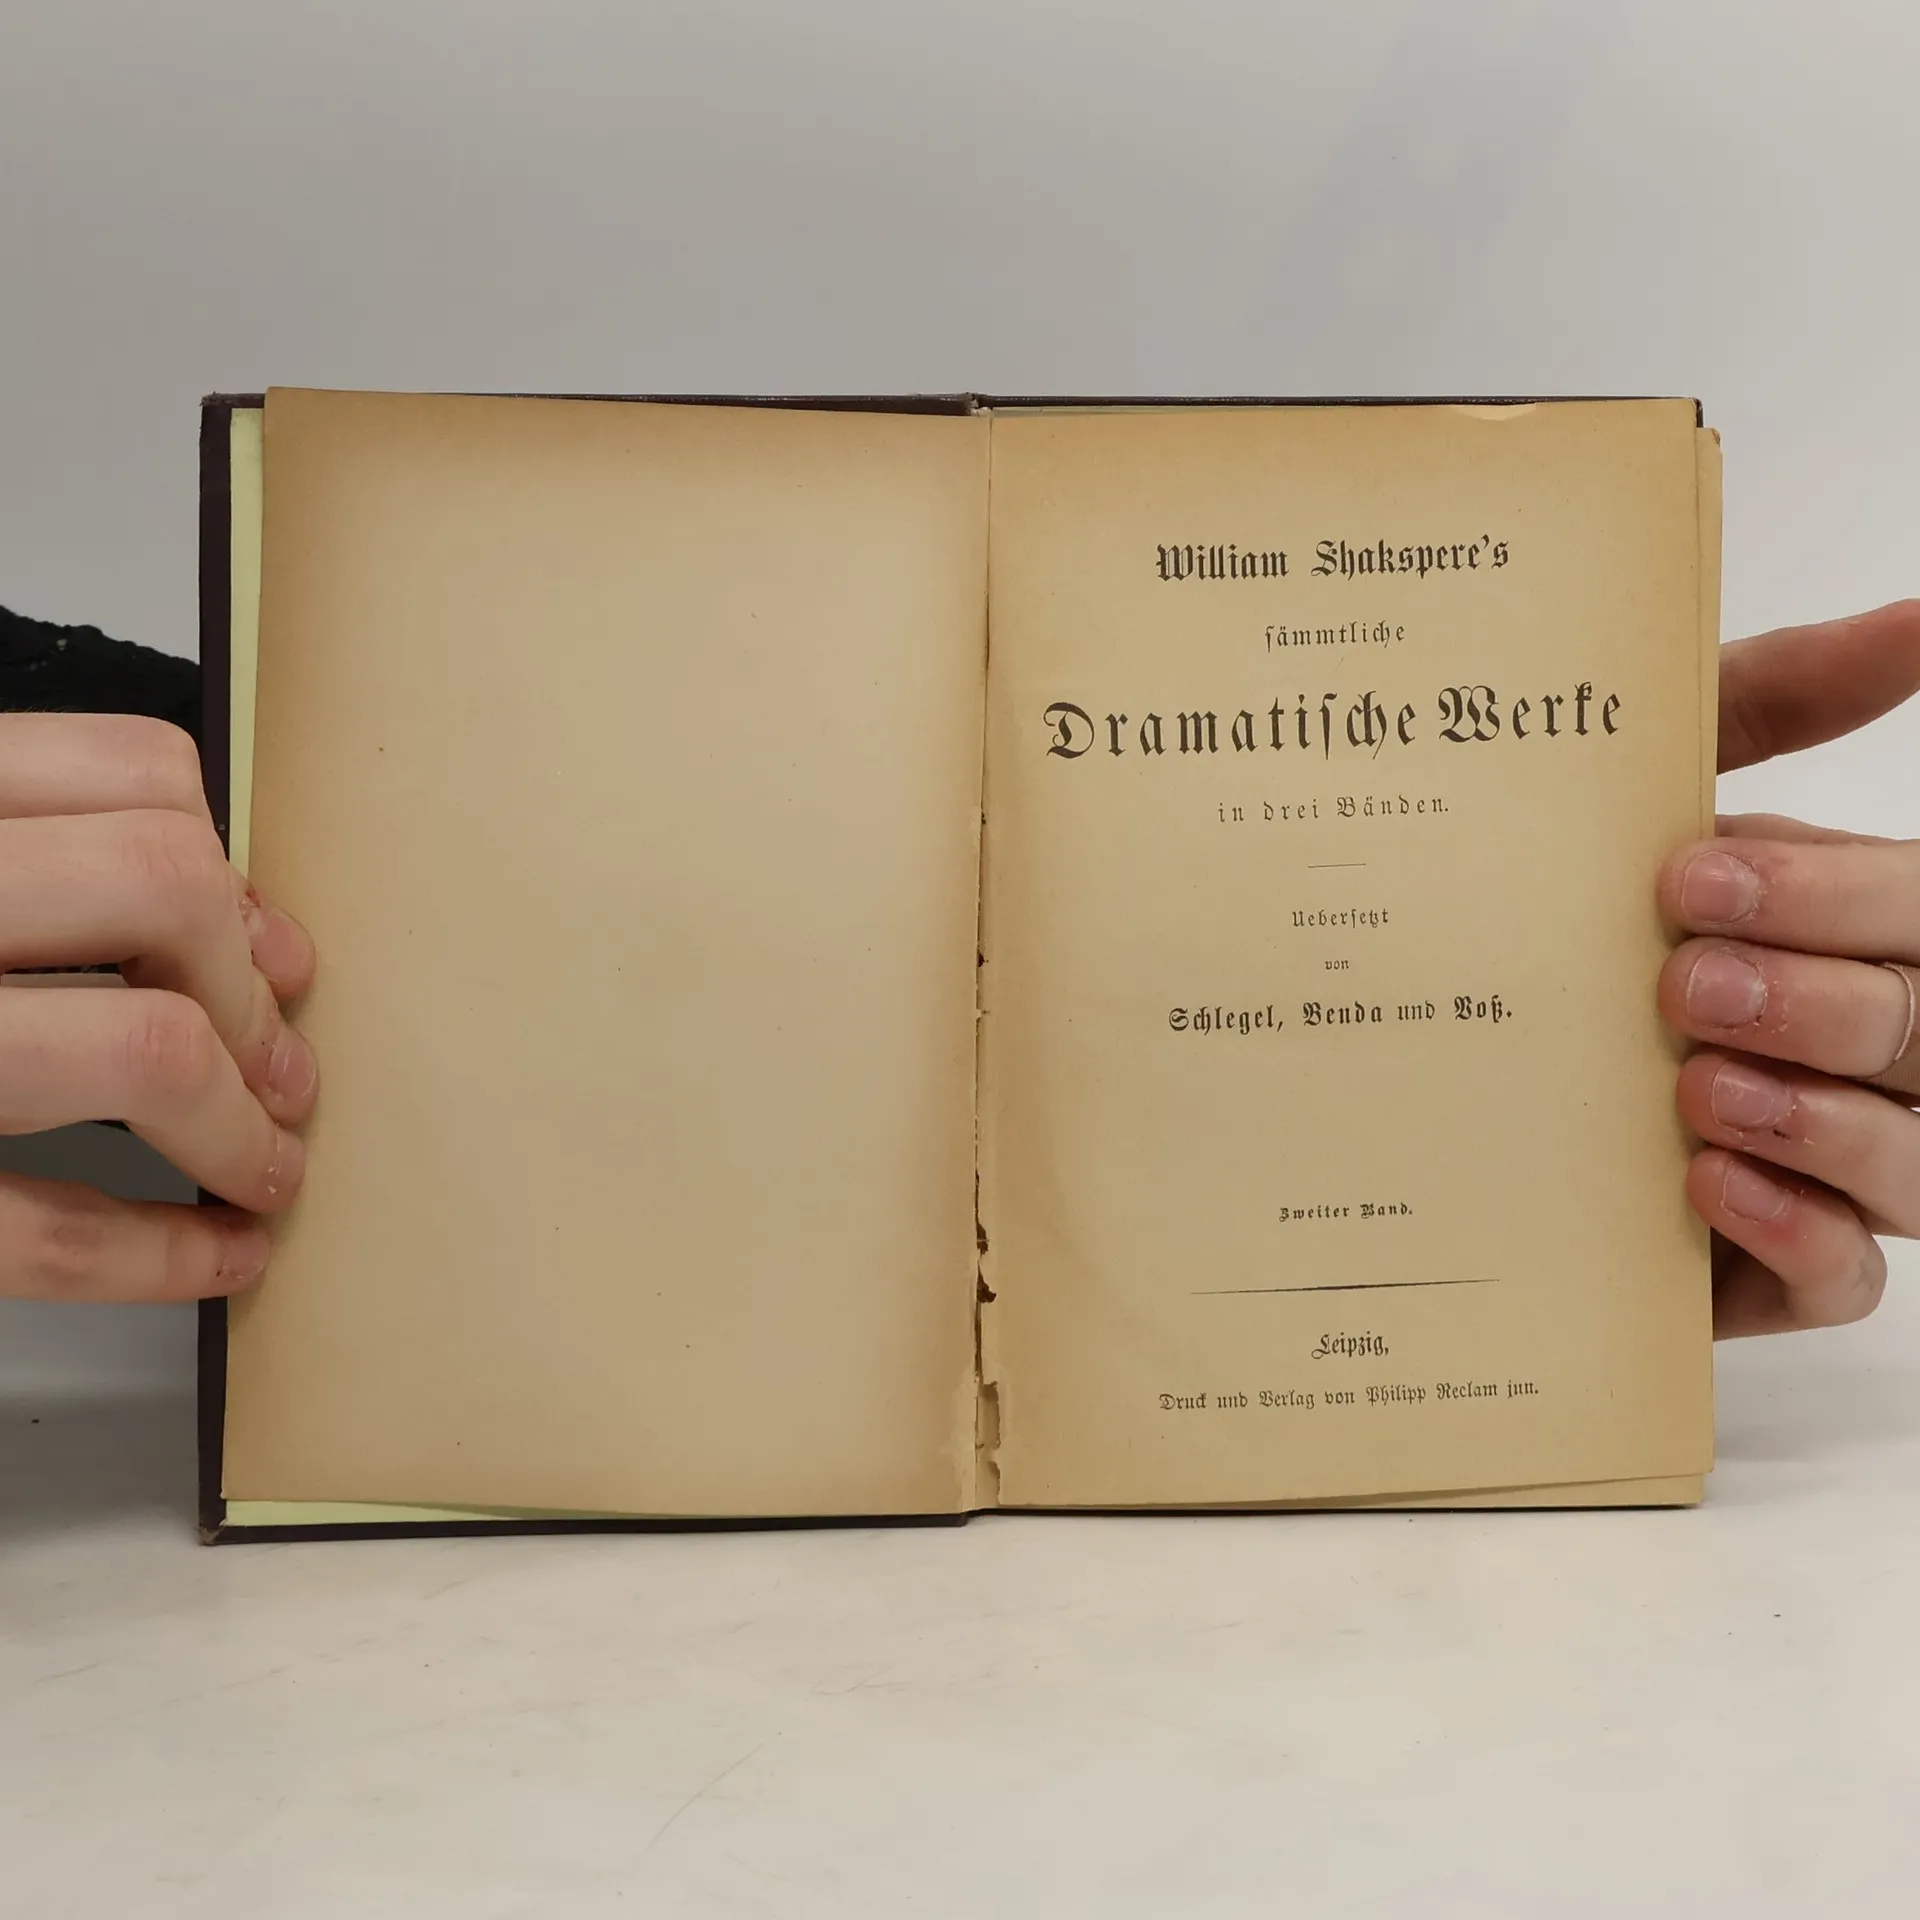 William Shakspere's
ſämmtliche
Dramatiſche Werke
in drei Bänden.
Ueberſetzt
von
Schlegel, Benda und Voß.
Zweiter Band.
Leipzig,
Druck und Verlag von Philipp Reclam jun.